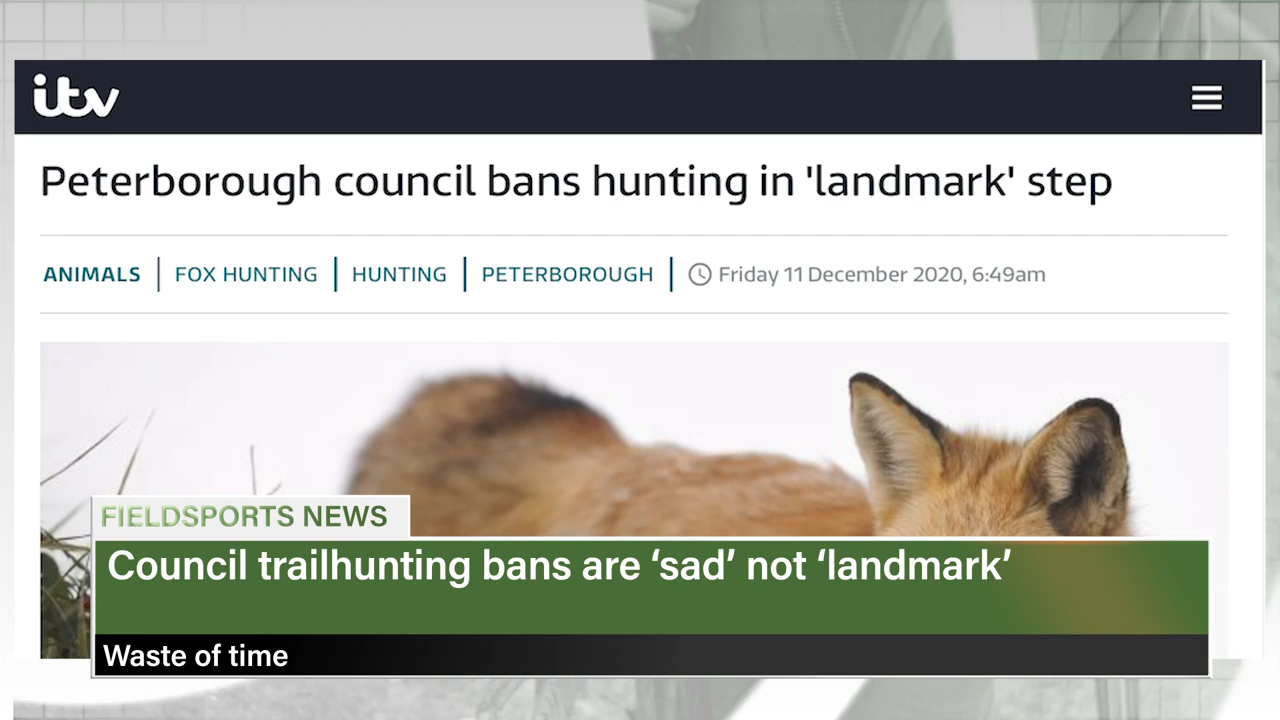 itv
Peterborough council bans hunting in 'landmark' step
ANIMALS | FOX HUNTING | HUNTING | PETERBOROUGH | Friday 11 December 2020, 6:49am
FIELDSPORTS NEWS
Council trailhunting bans are ‘sad’ not ‘landmark’
Waste of time